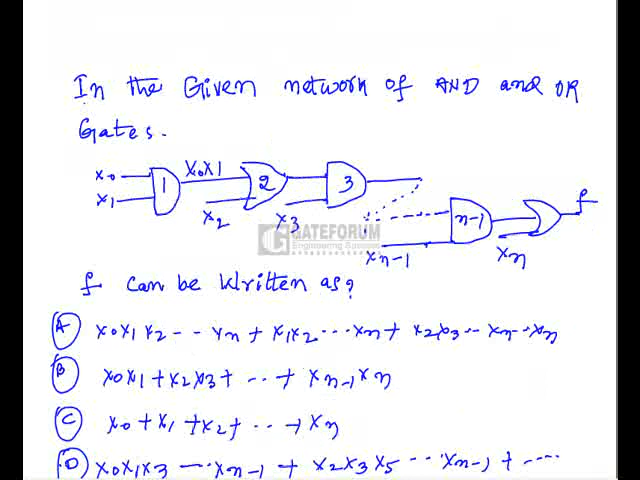 In the Given network of AND and OR
Gates.
x0
x1
1
x0x1
x2
2
x3
3
xn-1
n-1
xn
f
GATEFORUM
Engineering Success
f can be Written as?
A x0x1x2---xn + x1x2...xn + x2x3--xn...xn
B x0x1 + x2x3 + ... + xn-1xn
C x0 + x1 + x2 + ... + xn
D x0x1x3 ---- xn-1 + x2x3x5 ... xn-1 + ....